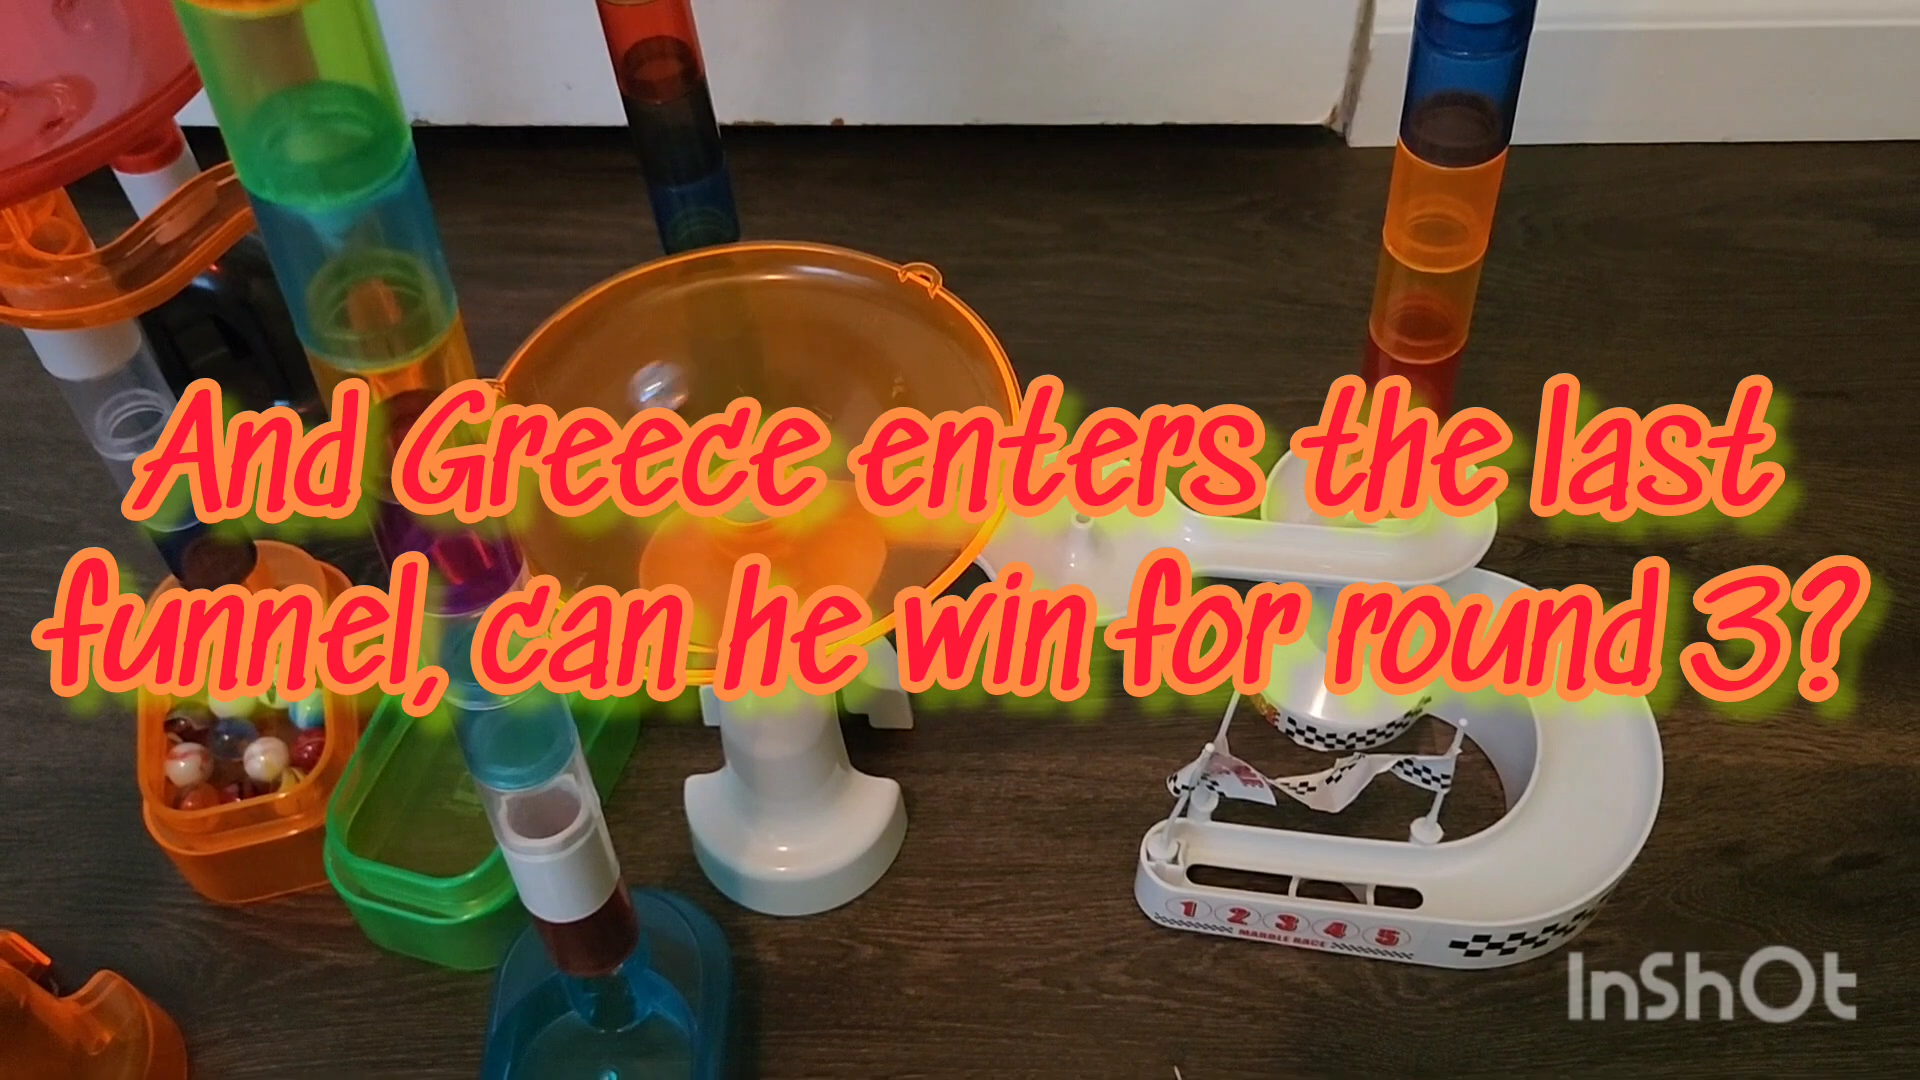 And Greece enters the last
funnel, can he win for round 3?
1 2 3 4 5
MARBLE RACE
InShOt